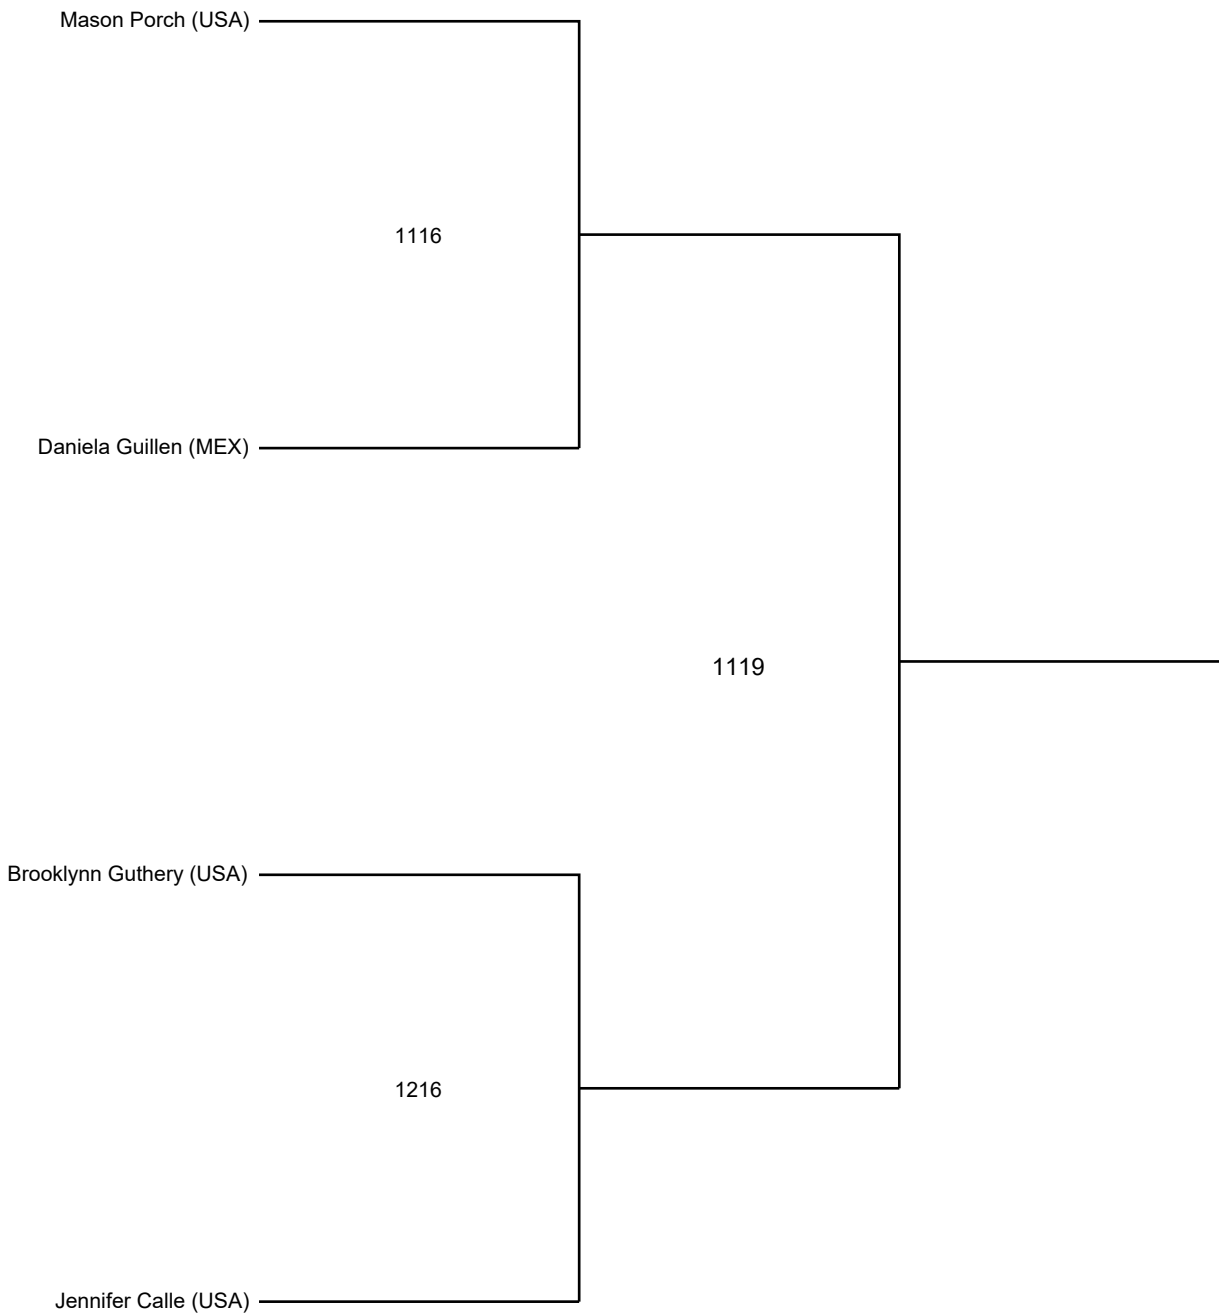 Mason Porch (USA)
1116
Daniela Guillen (MEX)
1119
Brooklynn Guthery (USA)
1216
Jennifer Calle (USA)